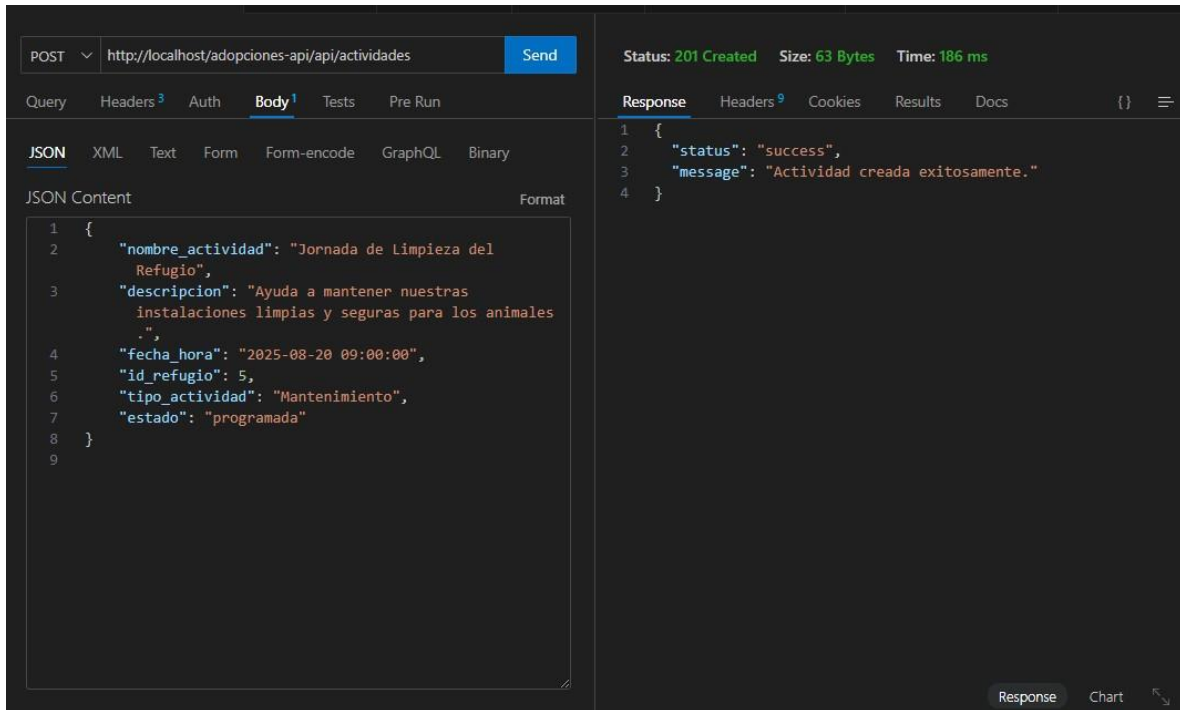 POST http://localhost/adopciones-api/api/actividades Send
Query Headers 3 Auth Body 1 Tests Pre Run
JSON XML Text Form Form-encode GraphQL Binary
JSON Content Format
1 {
2 "nombre_actividad": "Jornada de Limpieza del
Refugio",
3 "descripcion": "Ayuda a mantener nuestras
instalaciones limpias y seguras para los animales
.",
4 "fecha_hora": "2025-08-20 09:00:00",
5 "id_refugio": 5,
6 "tipo_actividad": "Mantenimiento",
7 "estado": "programada"
8 }
9
Status: 201 Created Size: 63 Bytes Time: 186 ms
Response Headers 9 Cookies Results Docs {}
1 {
2 "status": "success",
3 "message": "Actividad creada exitosamente."
4 }
Response Chart